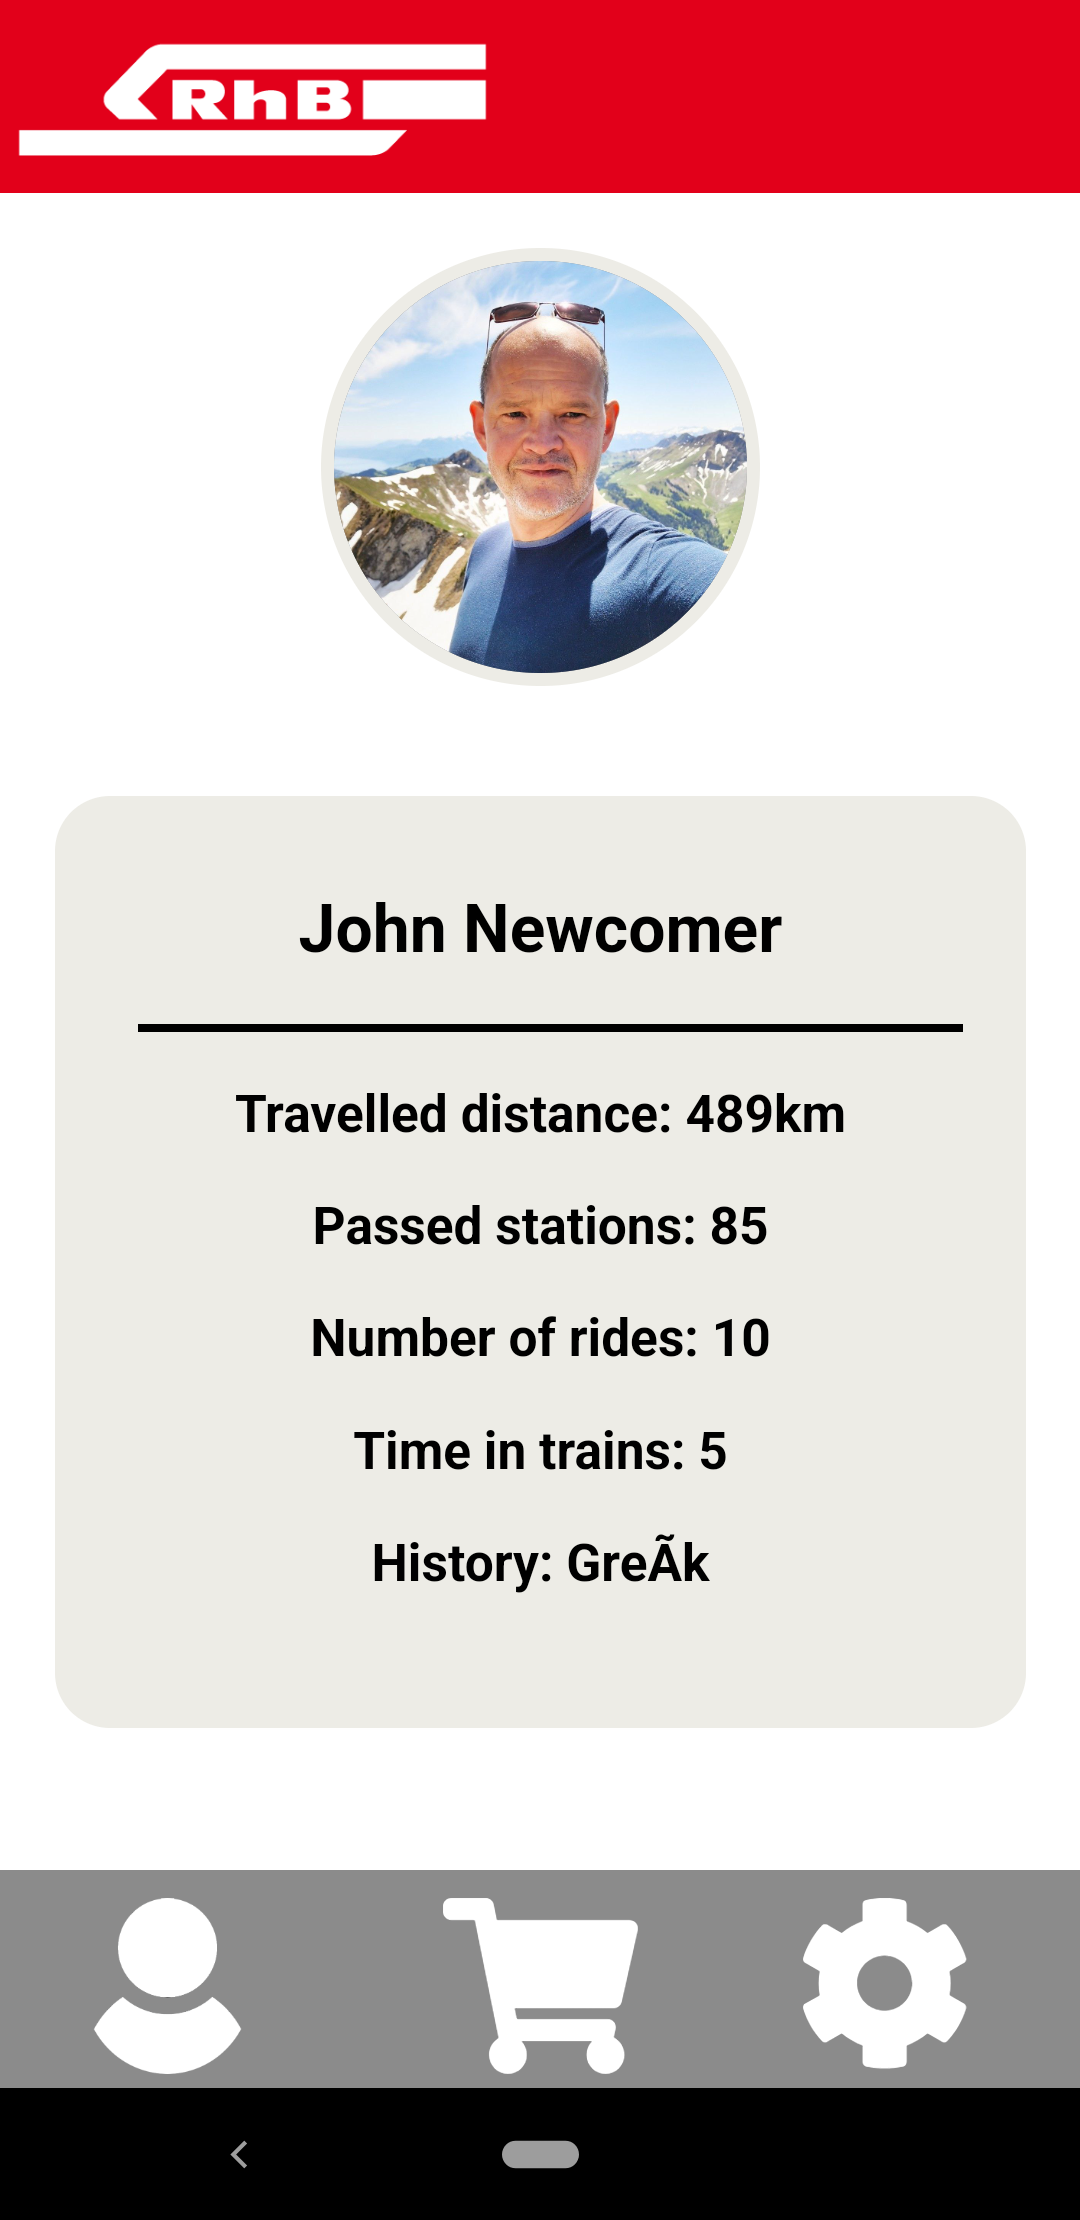 RhB
John Newcomer
Travelled distance: 489km
Passed stations: 85
Number of rides: 10
Time in trains: 5
History: GreÃk